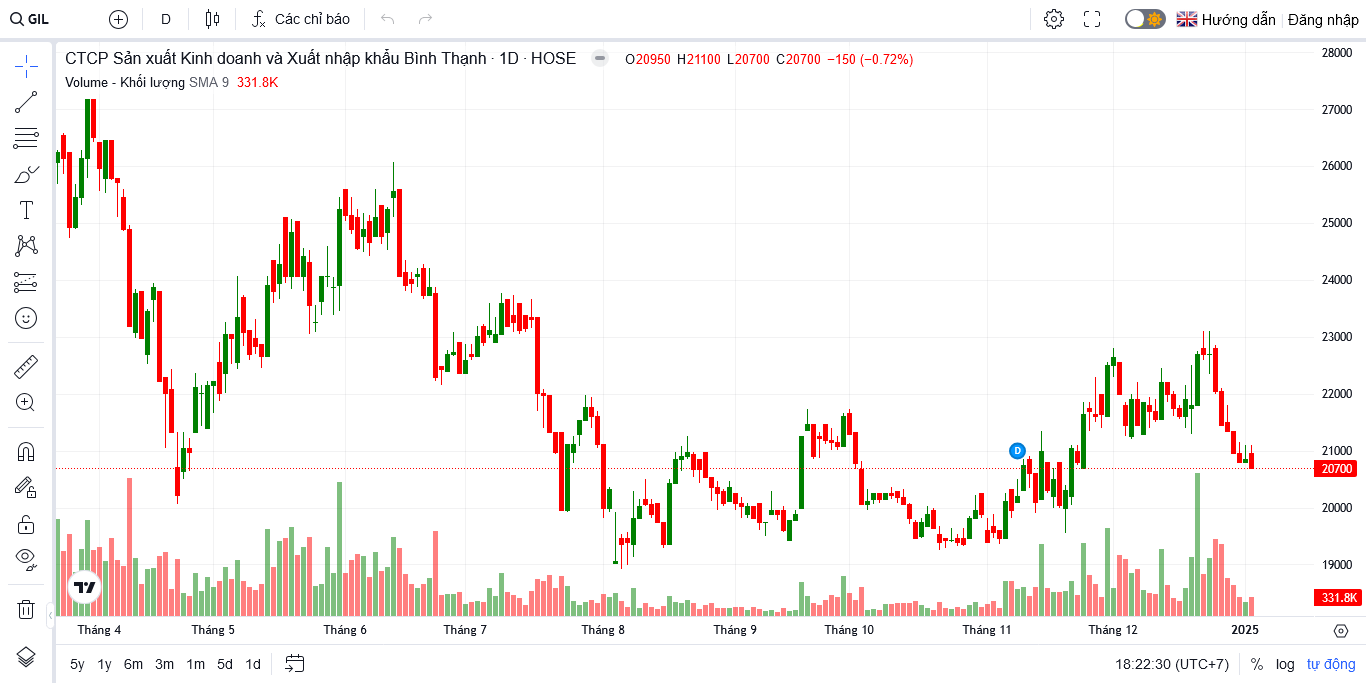 GIL D Các chỉ báo Hướng dẫn Đăng nhập
CTCP Sản xuất Kinh doanh và Xuất nhập khẩu Bình Thạnh · 1D · HOSE O20950 H21100 L20700 C20700 −150 (−0.72%)
Volume - Khối lượng SMA 9 331.8K
28000
27000
26000
25000
24000
23000
22000
21000
D
20700
20000
19000
331.8K
Tháng 4 Tháng 5 Tháng 6 Tháng 7 Tháng 8 Tháng 9 Tháng 10 Tháng 11 Tháng 12 2025
5y 1y 6m 3m 1m 5d 1d 18:22:30 (UTC+7) % log tự động